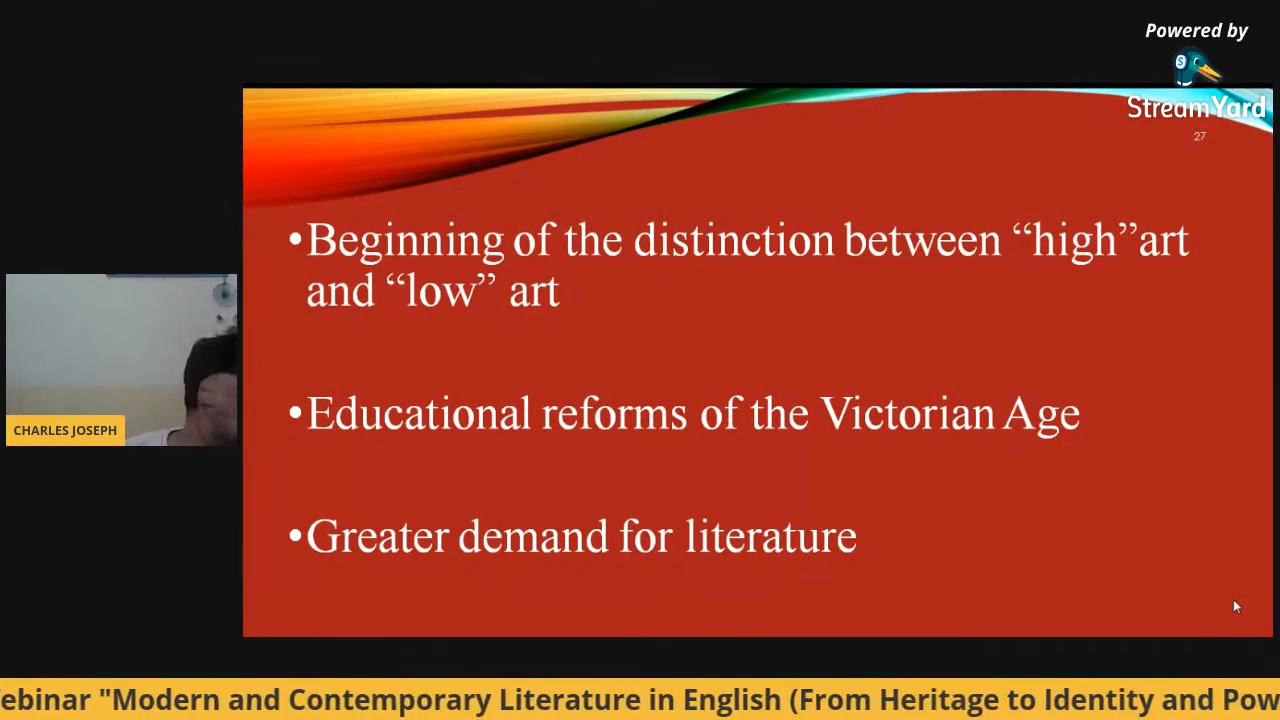 Powered by
StreamYard
27
•Beginning of the distinction between “high”art
and “low” art
•Educational reforms of the Victorian Age
•Greater demand for literature
CHARLES JOSEPH
ebinar "Modern and Contemporary Literature in English (From Heritage to Identity and Pow